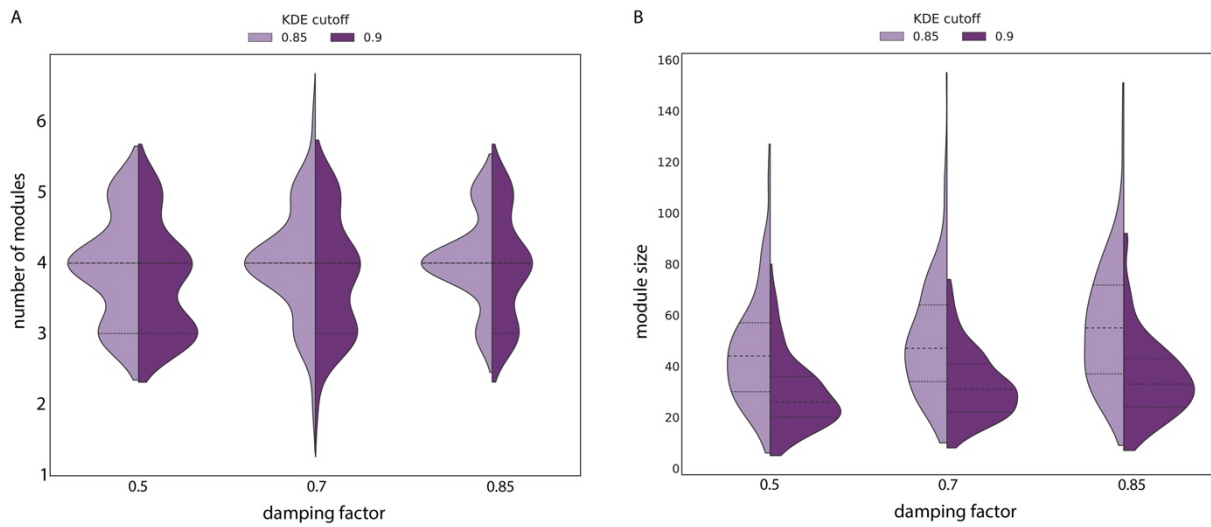 A
KDE cutoff
0.85 0.9
number of modules
6
5
4
3
2
1
0.5 0.7 0.85
damping factor
B
KDE cutoff
0.85 0.9
module size
160
140
120
100
80
60
40
20
0
0.5 0.7 0.85
damping factor